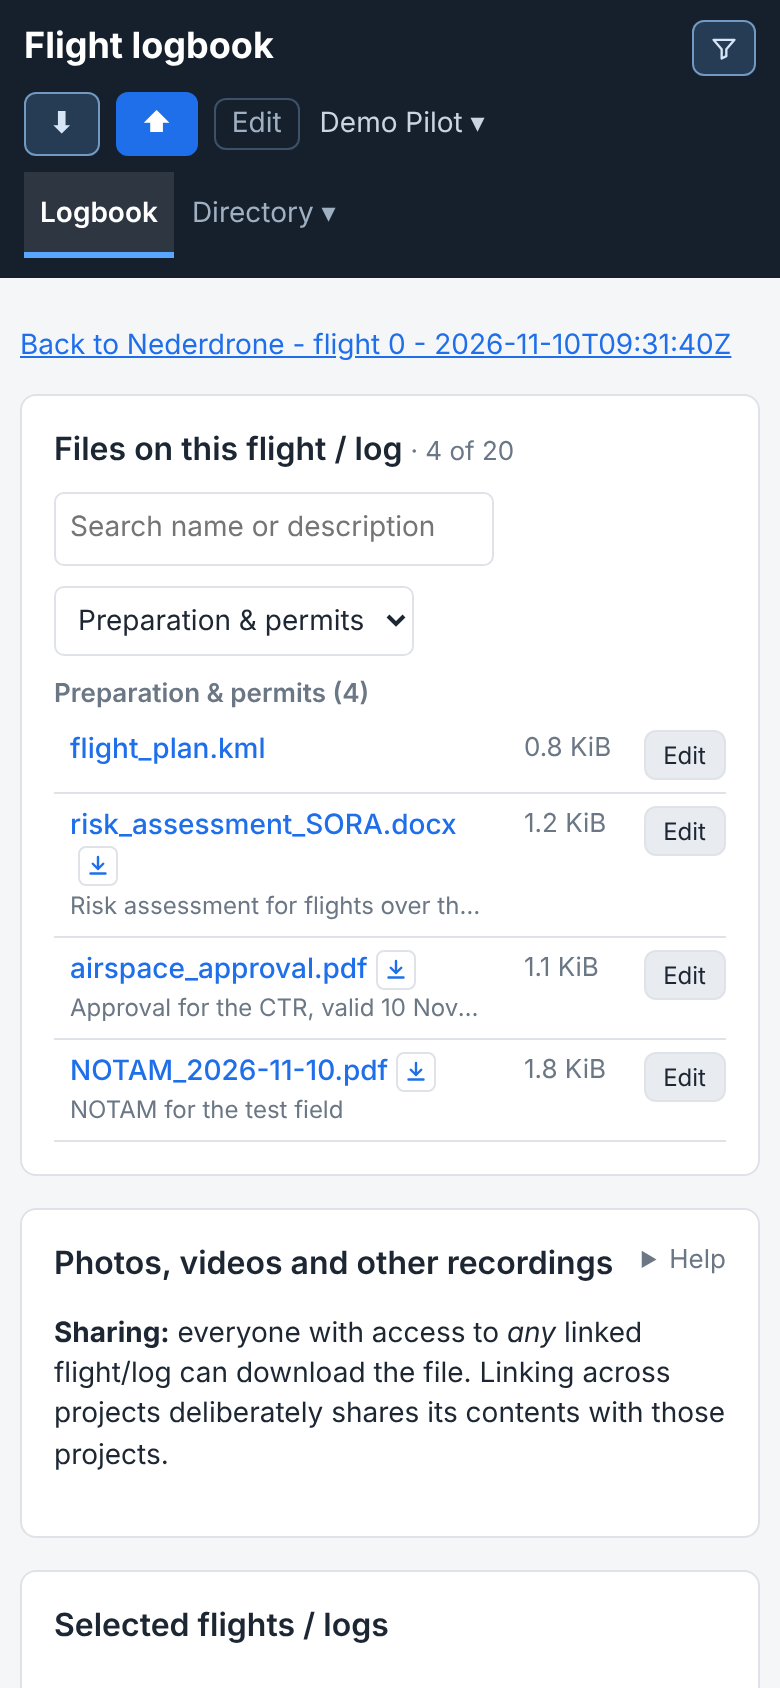 Flight logbook
Edit Demo Pilot ▾
Logbook Directory ▾
Back to Nederdrone - flight 0 - 2026-11-10T09:31:40Z
Files on this flight / log · 4 of 20
Search name or description
Preparation & permits
Preparation & permits (4)
flight_plan.kml 0.8 KiB Edit
risk_assessment_SORA.docx 1.2 KiB Edit
Risk assessment for flights over th...
airspace_approval.pdf 1.1 KiB Edit
Approval for the CTR, valid 10 Nov...
NOTAM_2026-11-10.pdf 1.8 KiB Edit
NOTAM for the test field
Photos, videos and other recordings ▶ Help
Sharing: everyone with access to any linked
flight/log can download the file. Linking across
projects deliberately shares its contents with those
projects.
Selected flights / logs